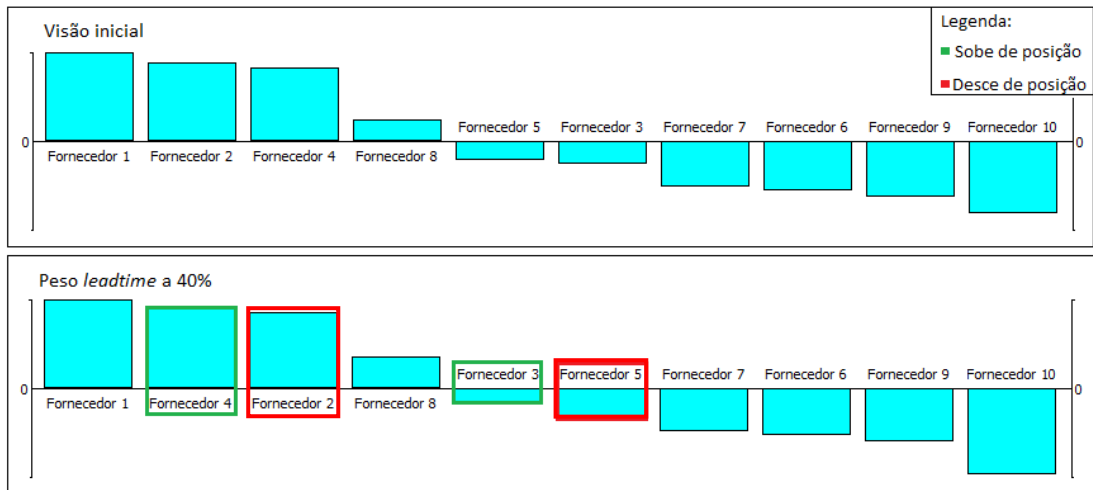 Visão inicial
Legenda:
Sobe de posição
Desce de posição
Fornecedor 5 Fornecedor 3 Fornecedor 7 Fornecedor 6 Fornecedor 9 Fornecedor 10
0 0
Fornecedor 1 Fornecedor 2 Fornecedor 4 Fornecedor 8
Peso leadtime a 40%
Fornecedor 3 Fornecedor 5 Fornecedor 7 Fornecedor 6 Fornecedor 9 Fornecedor 10
0 0
Fornecedor 1 Fornecedor 4 Fornecedor 2 Fornecedor 8